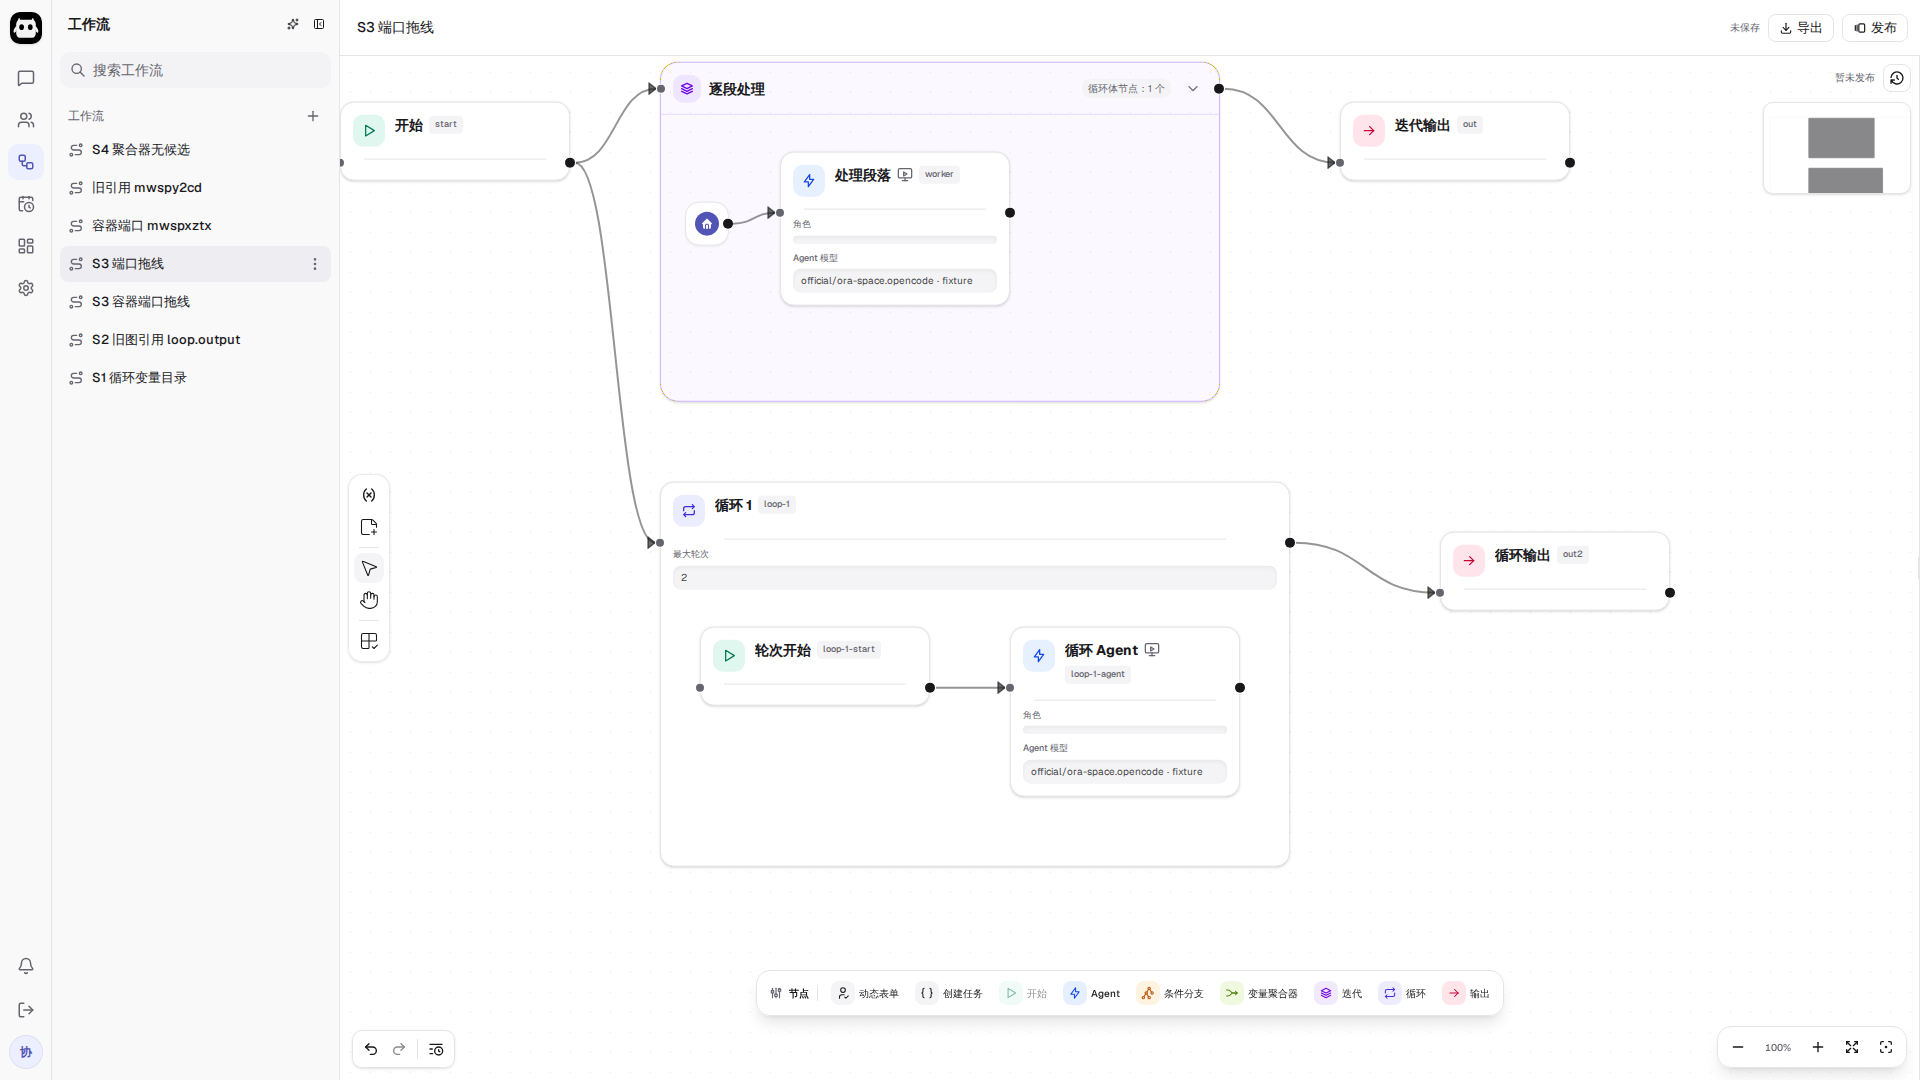 工作流
搜索工作流
工作流
S4 聚合器无候选
旧引用 mwspy2cd
容器端口 mwspxztx
S3 端口拖线
S3 容器端口拖线
S2 旧图引用 loop.output
S1 循环变量目录
协
S3 端口拖线
未保存
导出
发布
暂未发布
开始 start
逐段处理
循环体节点：1 个
处理段落 worker
角色
Agent 模型
official/ora-space.opencode · fixture
迭代输出 out
循环 1 loop-1
最大轮次
2
轮次开始 loop-1-start
循环 Agent
loop-1-agent
角色
Agent 模型
official/ora-space.opencode · fixture
循环输出 out2
节点
动态表单
创建任务
开始
Agent
条件分支
变量聚合器
迭代
循环
输出
100%